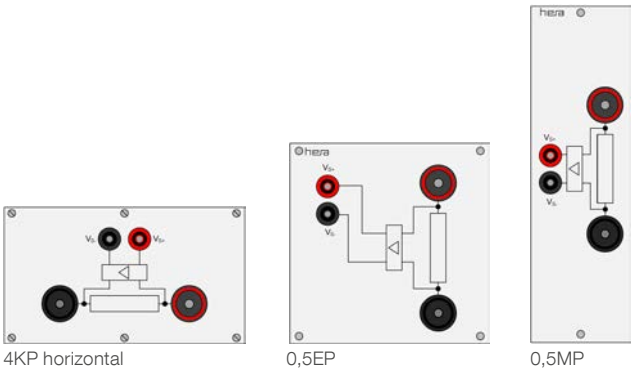 hera
hera
V₀₊
V₀₋
V₀₊
V₀₋
V₀₋ V₀₊
4KP horizontal
0,5EP
0,5MP